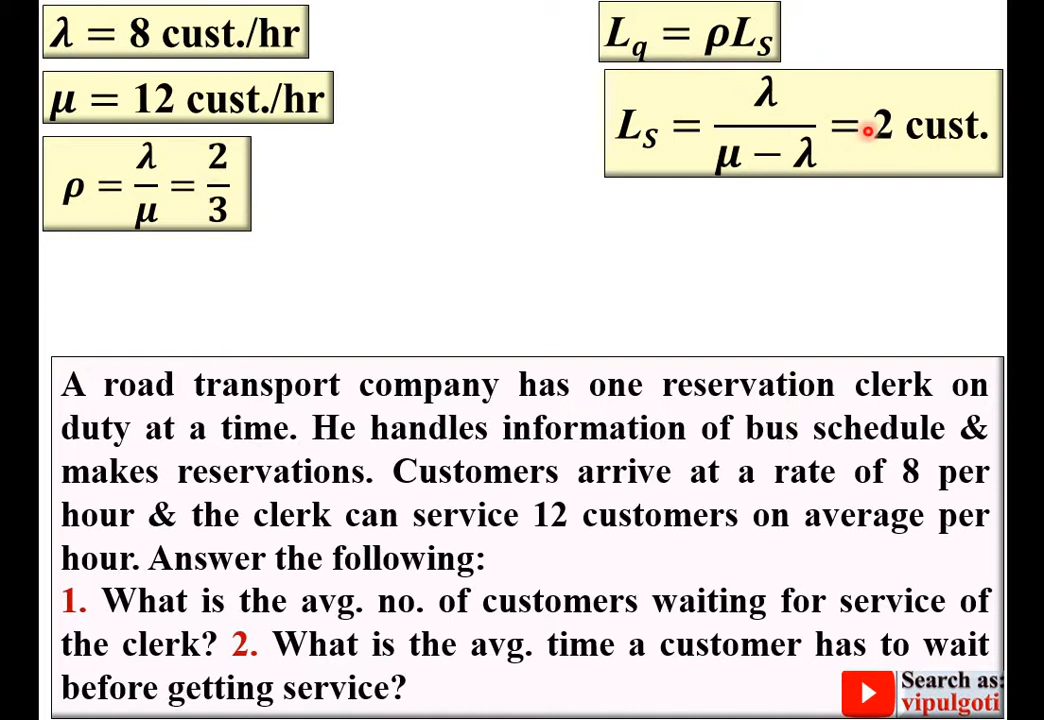 λ = 8 cust./hr
μ = 12 cust./hr
ρ = λ/μ = 2/3
L_q = ρL_S
L_S = λ/(μ − λ) = 2 cust.
A road transport company has one reservation clerk on
duty at a time. He handles information of bus schedule &
makes reservations. Customers arrive at a rate of 8 per
hour & the clerk can service 12 customers on average per
hour. Answer the following:
1. What is the avg. no. of customers waiting for service of
the clerk? 2. What is the avg. time a customer has to wait
before getting service?
Search as:
vipulgoti